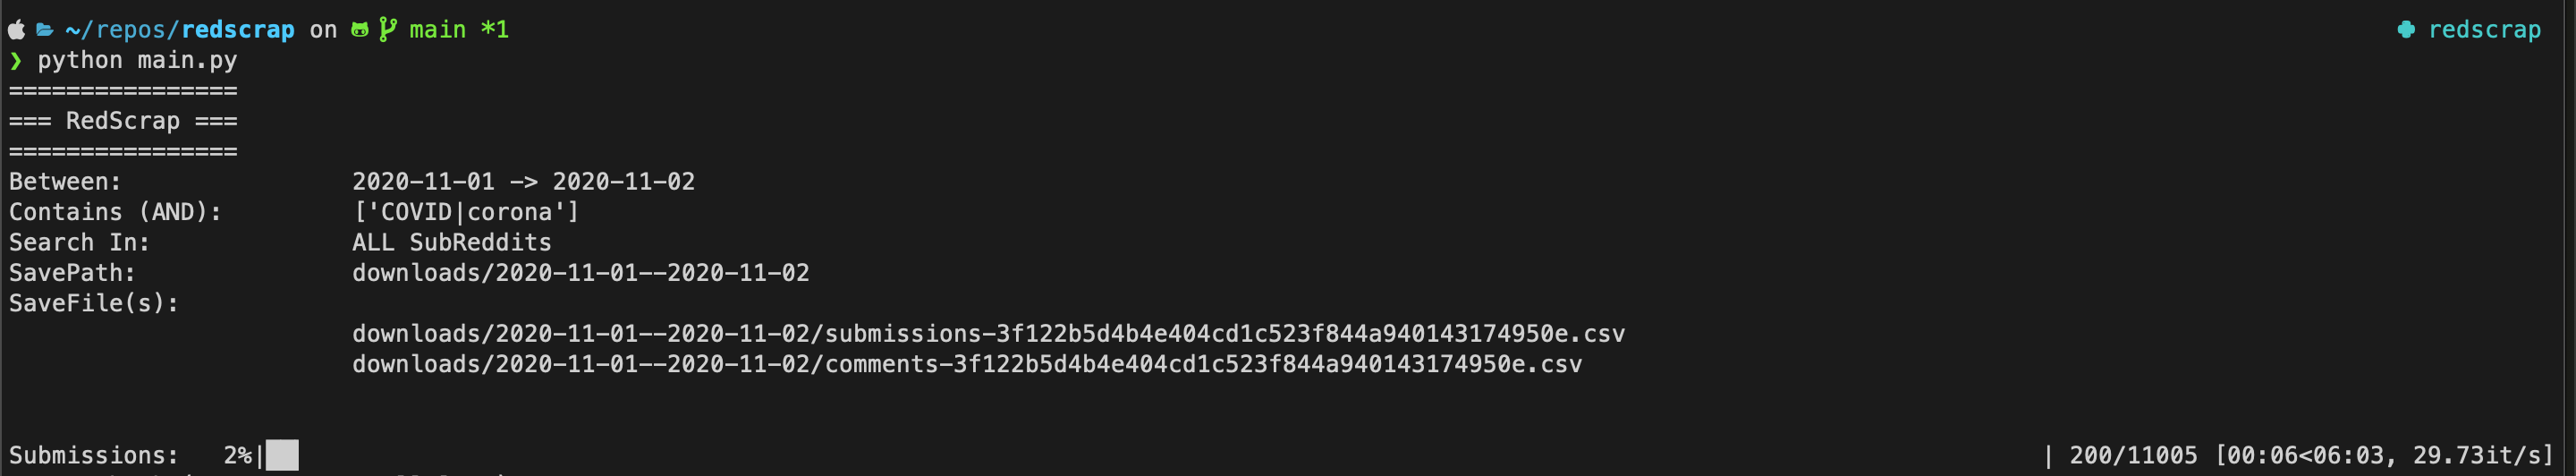 ~/repos/redscrap on main *1 redscrap
❯ python main.py
================
=== RedScrap ===
================
Between: 2020-11-01 -> 2020-11-02
Contains (AND): ['COVID|corona']
Search In: ALL SubReddits
SavePath: downloads/2020-11-01--2020-11-02
SaveFile(s):
downloads/2020-11-01--2020-11-02/submissions-3f122b5d4b4e404cd1c523f844a940143174950e.csv
downloads/2020-11-01--2020-11-02/comments-3f122b5d4b4e404cd1c523f844a940143174950e.csv
Submissions: 2%| | 200/11005 [00:06<06:03, 29.73it/s]